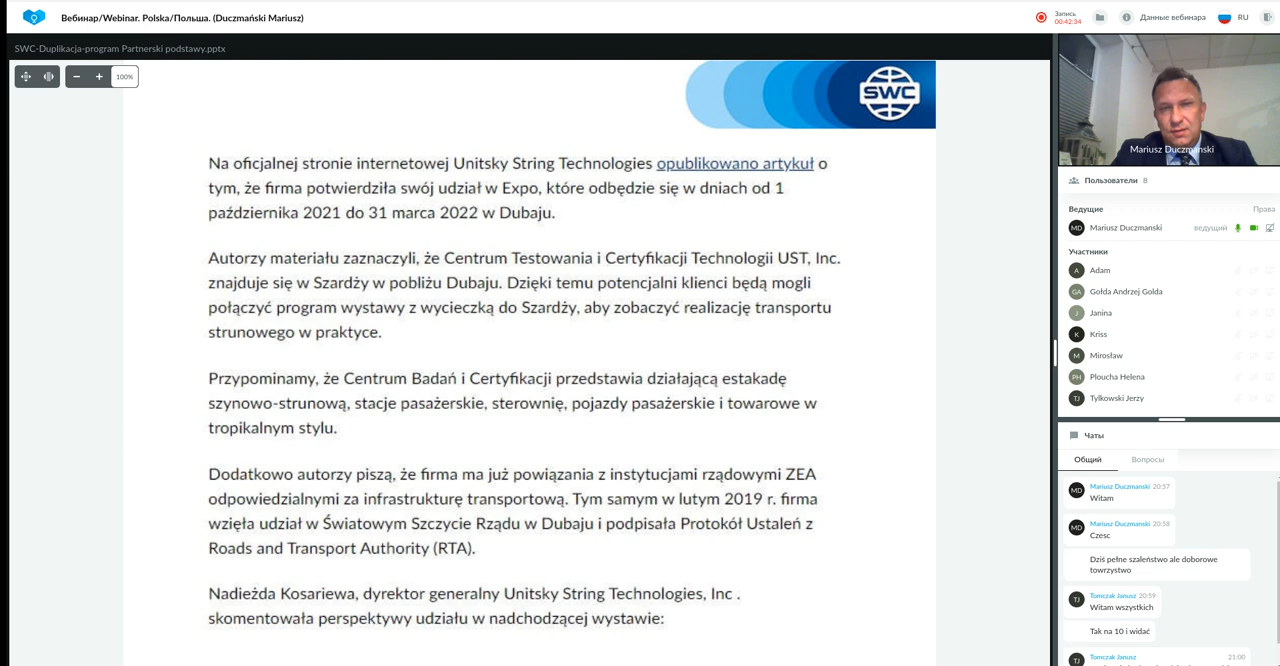 Вебинар/Webinar. Polska/Польша. (Duczmański Mariusz)
Запись
00:42:34
Данные вебинара
RU
SWC-Duplikacja-program Partnerski podstawy.pptx
100%
SWC
Na oficjalnej stronie internetowej Unitsky String Technologies opublikowano artykuł o
tym, że firma potwierdziła swój udział w Expo, które odbędzie się w dniach od 1
października 2021 do 31 marca 2022 w Dubaju.
Autorzy materiału zaznaczyli, że Centrum Testowania i Certyfikacji Technologii UST, Inc.
znajduje się w Szardży w pobliżu Dubaju. Dzięki temu potencjalni klienci będą mogli
połączyć program wystawy z wycieczką do Szardży, aby zobaczyć realizację transportu
strunowego w praktyce.
Przypominamy, że Centrum Badań i Certyfikacji przedstawia działającą estakadę
szynowo-strunową, stacje pasażerskie, sterownię, pojazdy pasażerskie i towarowe w
tropikalnym stylu.
Dodatkowo autorzy piszą, że firma ma już powiązania z instytucjami rządowymi ZEA
odpowiedzialnymi za infrastrukturę transportową. Tym samym w lutym 2019 r. firma
wzięła udział w Światowym Szczycie Rządu w Dubaju i podpisała Protokół Ustaleń z
Roads and Transport Authority (RTA).
Nadieżda Kosariewa, dyrektor generalny Unitsky String Technologies, Inc .
skomentowała perspektywy udziału w nadchodzącej wystawie:
Mariusz Duczmanski
Пользователи 8
Ведущие Права
MD Mariusz Duczmanski ведущий
Участники
A Adam
GA Gołda Andrzej Golda
J Janina
K Kriss
M Mirosław
PH Ploucha Helena
TJ Tylkowski Jerzy
Чаты
Общий Вопросы
MD Mariusz Duczmanski 20:57
Witam
MD Mariusz Duczmanski 20:58
Czesc
Dziś pełne szaleństwo ale doborowe
towrzystwo
TJ Tomczak Janusz 20:59
Witam wszystkich
Tak na 10 i widać
TJ Tomczak Janusz 21:00